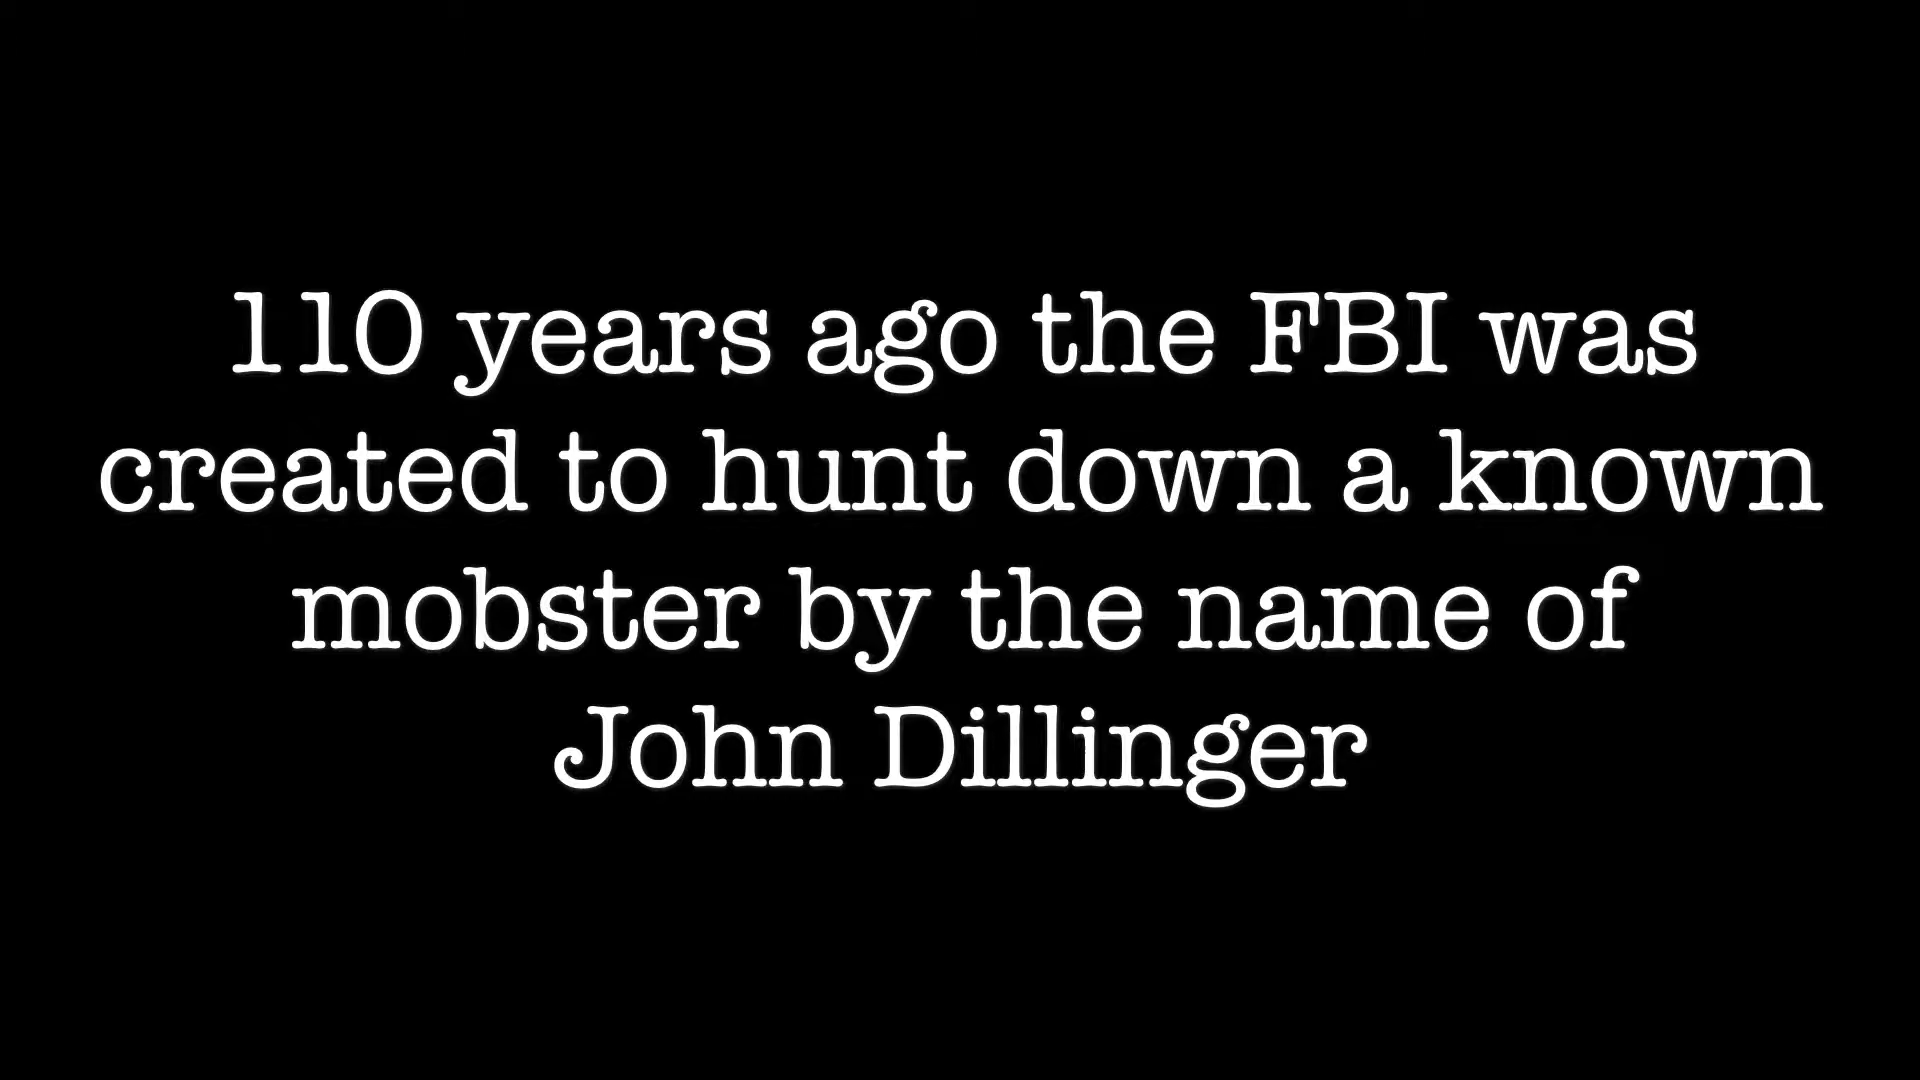 110 years ago the FBI was
created to hunt down a known
mobster by the name of
John Dillinger